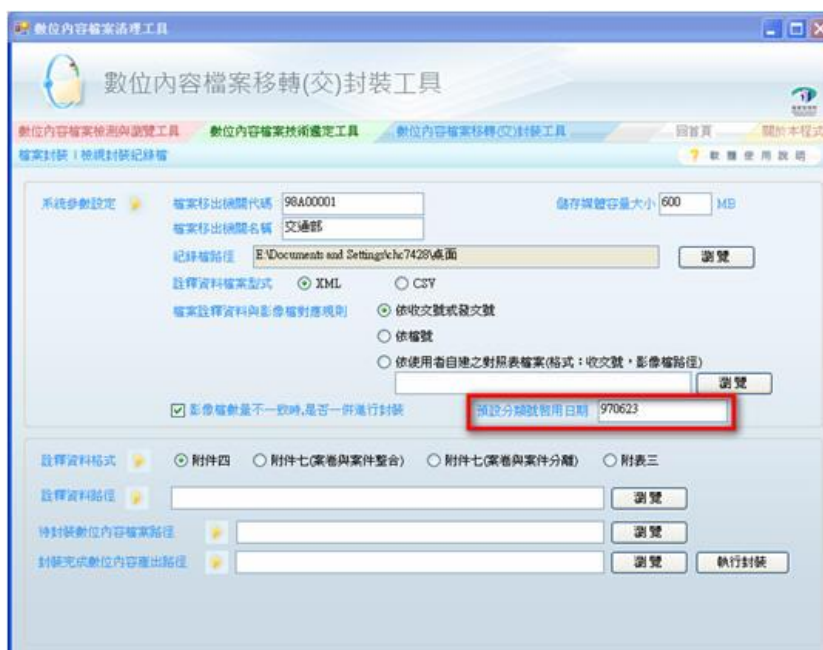 數位內容檔案清理工具
數位內容檔案移轉(交)封裝工具
數位內容檔案檢測與瀏覽工具 數位內容檔案技術鑑定工具 數位內容檔案移轉(交)封裝工具 回首頁 關於本程式
檔案封裝 | 檢視封裝紀錄檔 ? 軟體使用說明
系統參數設定 檔案移出機關代碼 98A00001 儲存媒體容量大小 600 MB
檔案移出機關名稱 交通部
紀錄檔路徑 E:\Documents and Settings\chc7428\桌面 瀏覽
詮釋資料檔案型式 XML CSV
檔案詮釋資料與影像檔對應規則 依收文號或發文號
依檔號
依使用者自建之對照表檔案(格式：收文號，影像檔路徑)
瀏覽
影像檔數量不一致時,是否一併進行封裝 預設分類號暫用日期 970623
詮釋資料格式 附件四 附件七(案卷與案件整合) 附件七(案卷與案件分離) 附表三
詮釋資料路徑 瀏覽
待封裝數位內容檔案路徑 瀏覽
封裝完成數位內容產出路徑 瀏覽 執行封裝